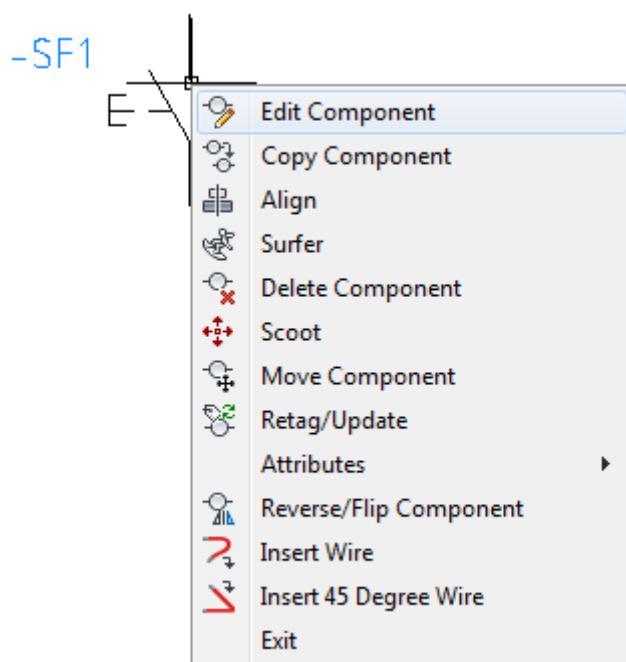 -SF1
Edit Component
Copy Component
Align
Surfer
Delete Component
Scoot
Move Component
Retag/Update
Attributes
Reverse/Flip Component
Insert Wire
Insert 45 Degree Wire
Exit